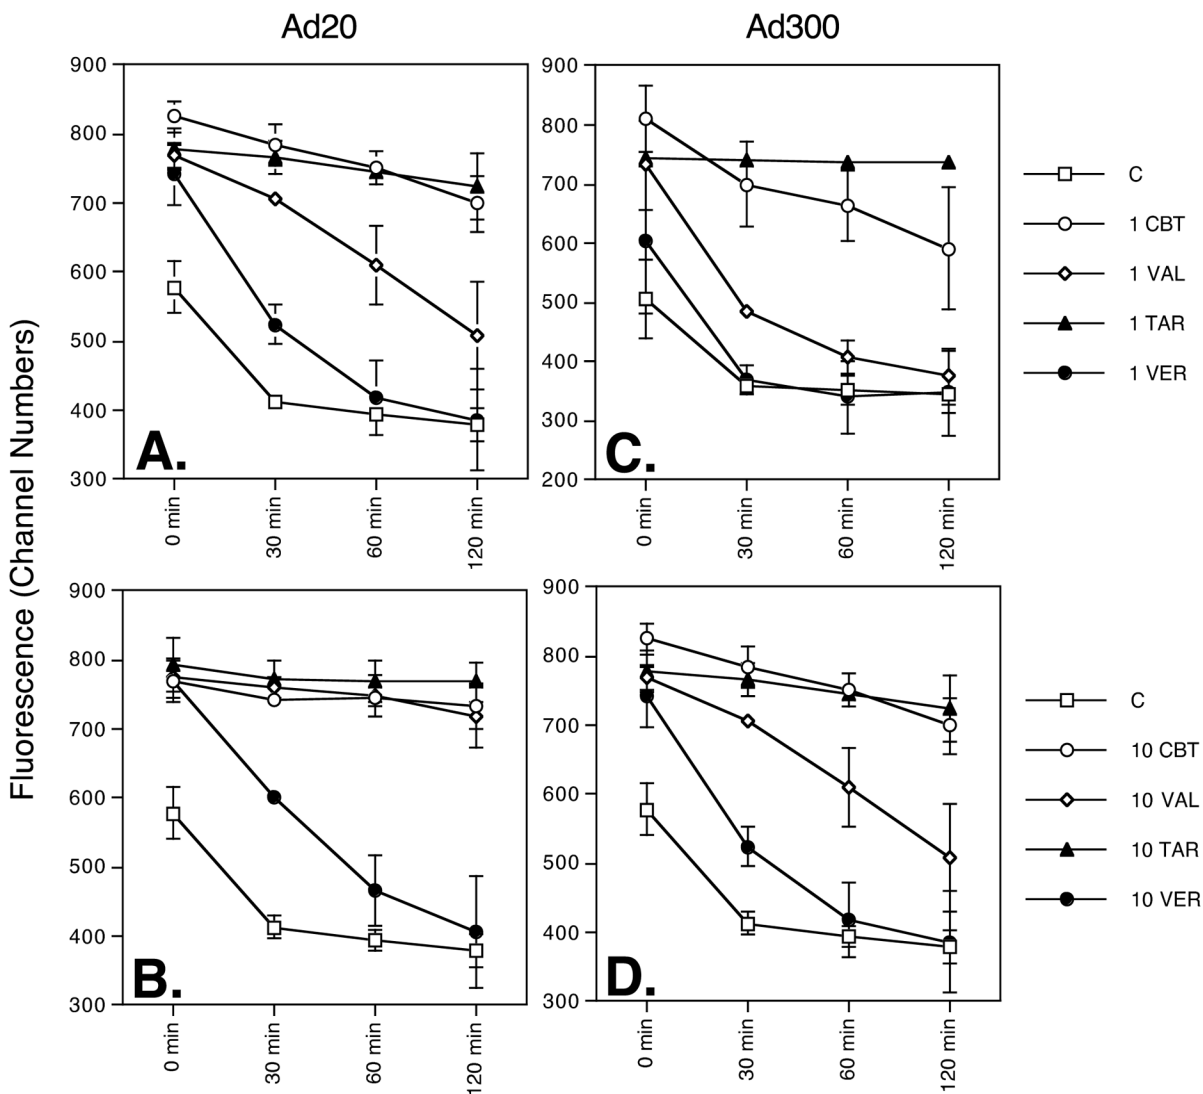 Ad20
Ad300
Fluorescence (Channel Numbers)
900
800
700
600
500
400
300
A.
0 min
30 min
60 min
120 min
900
800
700
600
500
400
300
200
C.
0 min
30 min
60 min
120 min
C
1 CBT
1 VAL
1 TAR
1 VER
900
800
700
600
500
400
300
B.
0 min
30 min
60 min
120 min
900
800
700
600
500
400
300
D.
0 min
30 min
60 min
120 min
C
10 CBT
10 VAL
10 TAR
10 VER